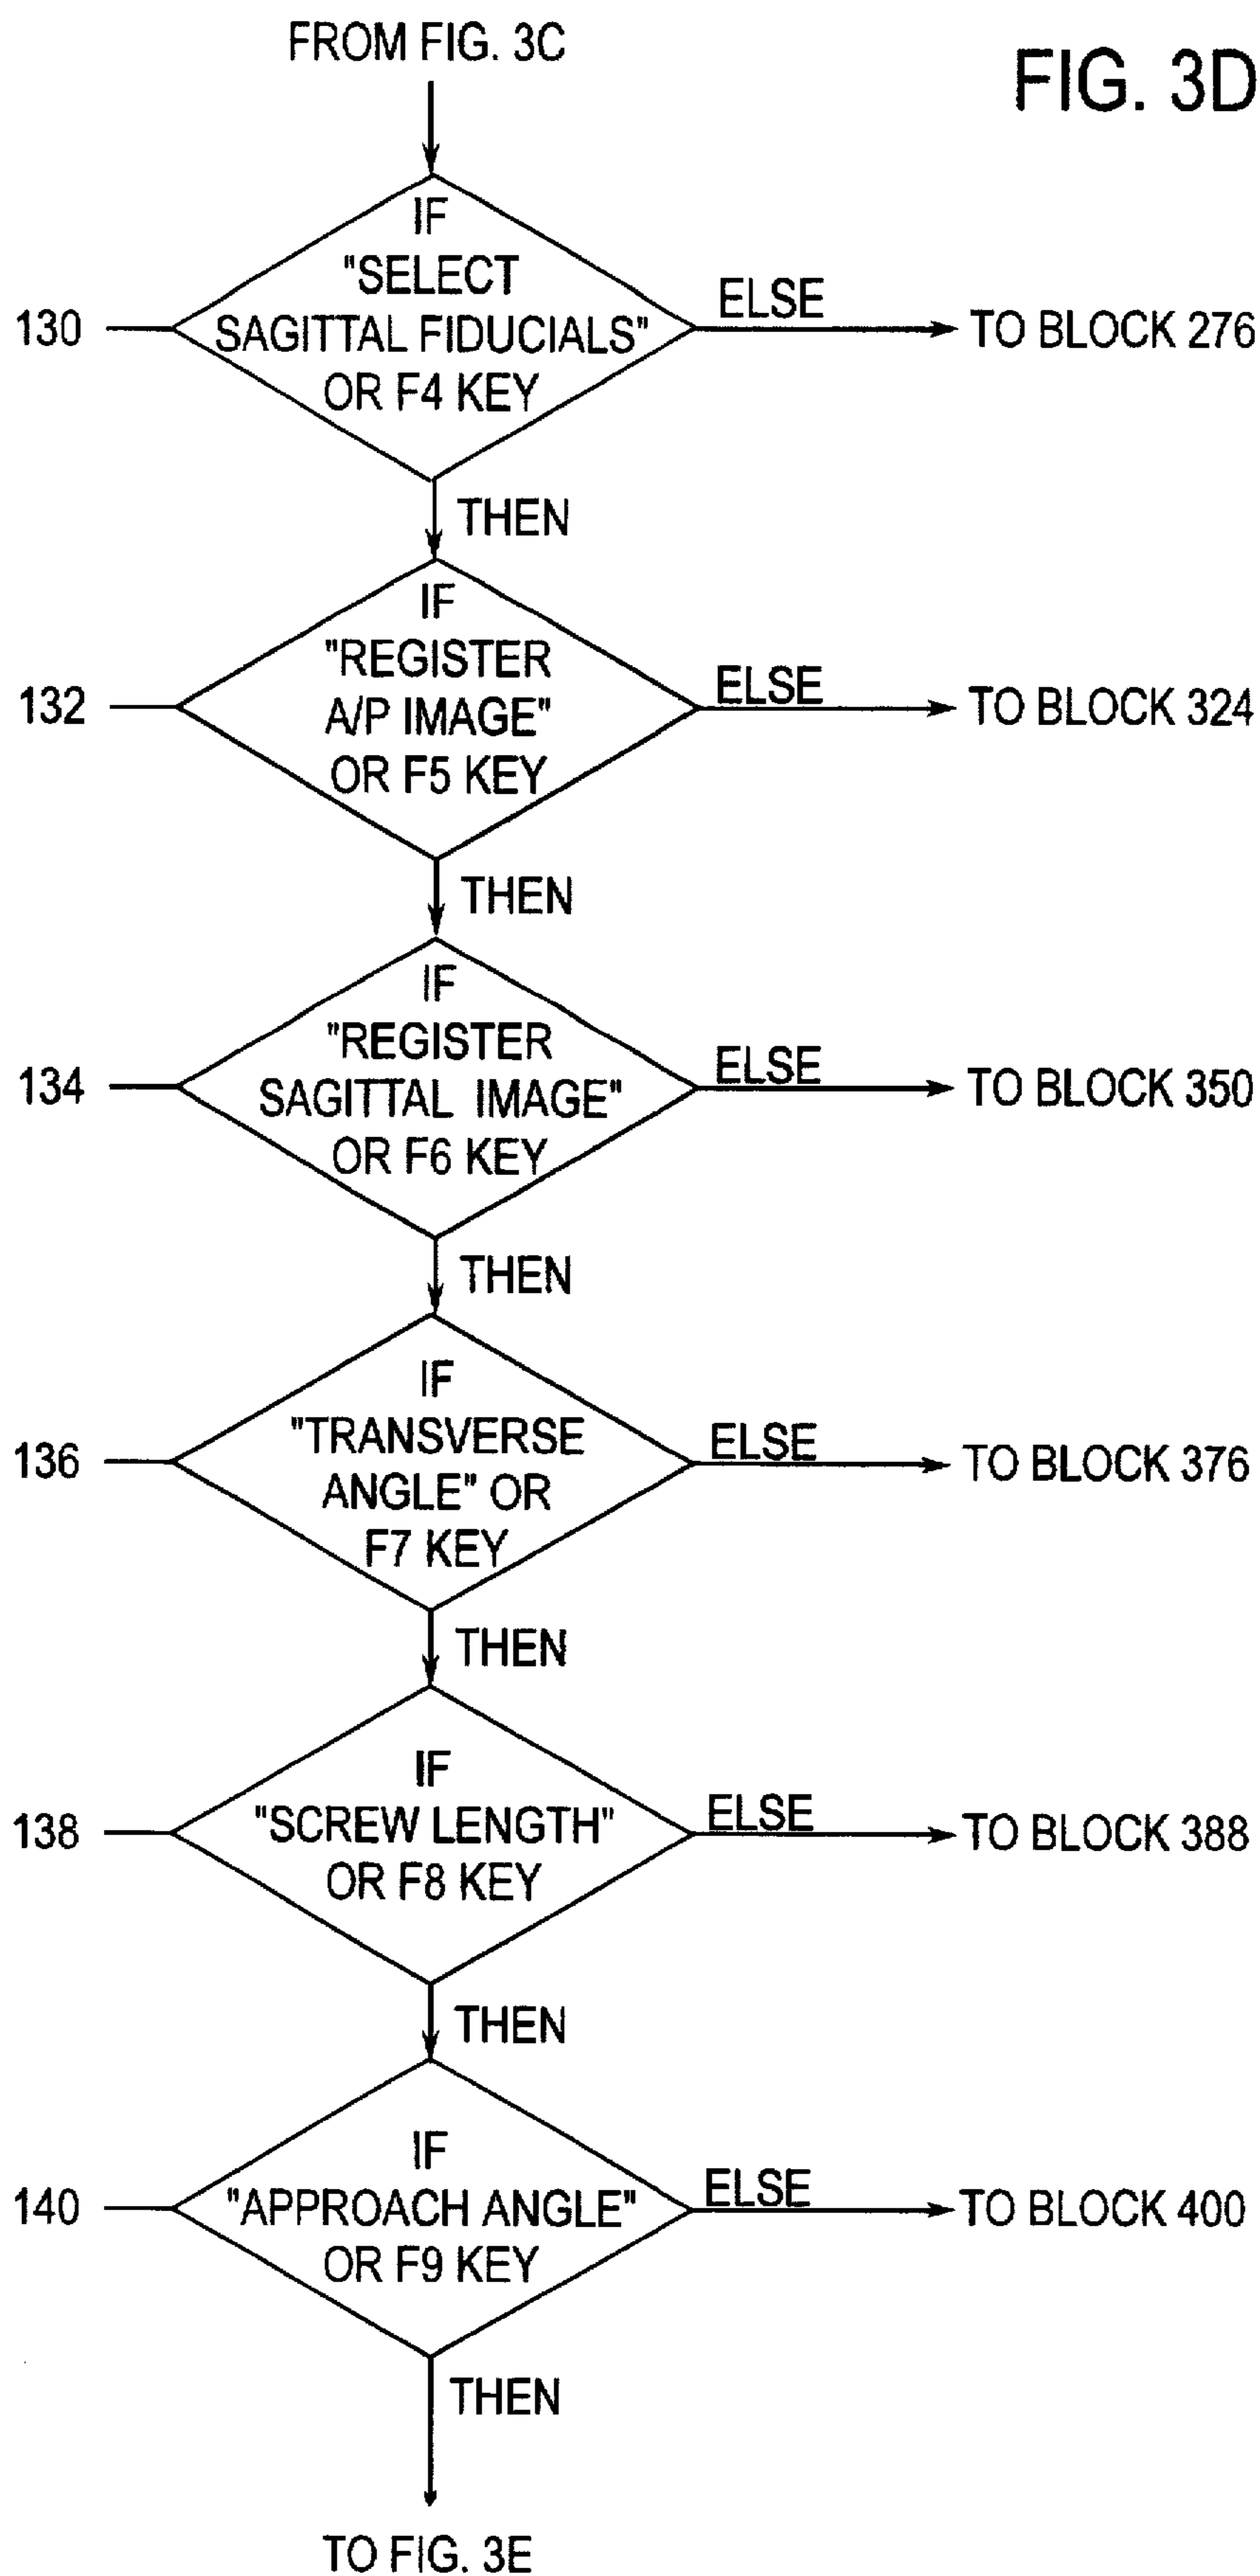 FROM FIG. 3C
FIG. 3D
IF
"SELECT
SAGITTAL FIDUCIALS"
OR F4 KEY
130
ELSE
TO BLOCK 276
THEN
IF
"REGISTER
A/P IMAGE"
OR F5 KEY
132
ELSE
TO BLOCK 324
THEN
IF
"REGISTER
SAGITTAL IMAGE"
OR F6 KEY
134
ELSE
TO BLOCK 350
THEN
IF
"TRANSVERSE
ANGLE" OR
F7 KEY
136
ELSE
TO BLOCK 376
THEN
IF
"SCREW LENGTH"
OR F8 KEY
138
ELSE
TO BLOCK 388
THEN
IF
"APPROACH ANGLE"
OR F9 KEY
140
ELSE
TO BLOCK 400
THEN
TO FIG. 3E